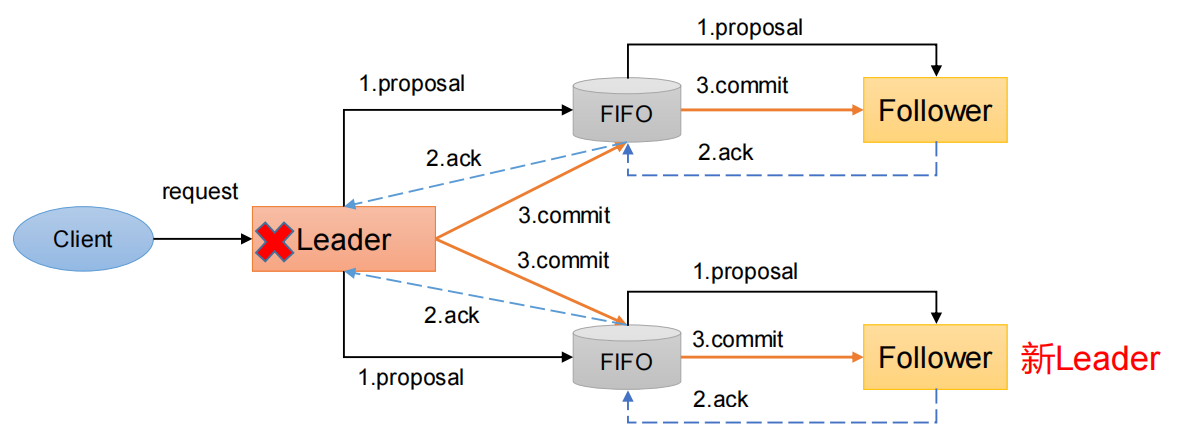 1.proposal
1.proposal
3.commit
FIFO
Follower
2.ack
2.ack
request
3.commit
Client
Leader
3.commit
1.proposal
2.ack
3.commit
FIFO
Follower
新Leader
1.proposal
2.ack